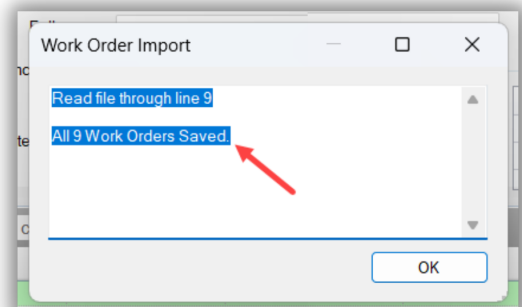 Work Order Import
Read file through line 9
All 9 Work Orders Saved.
OK